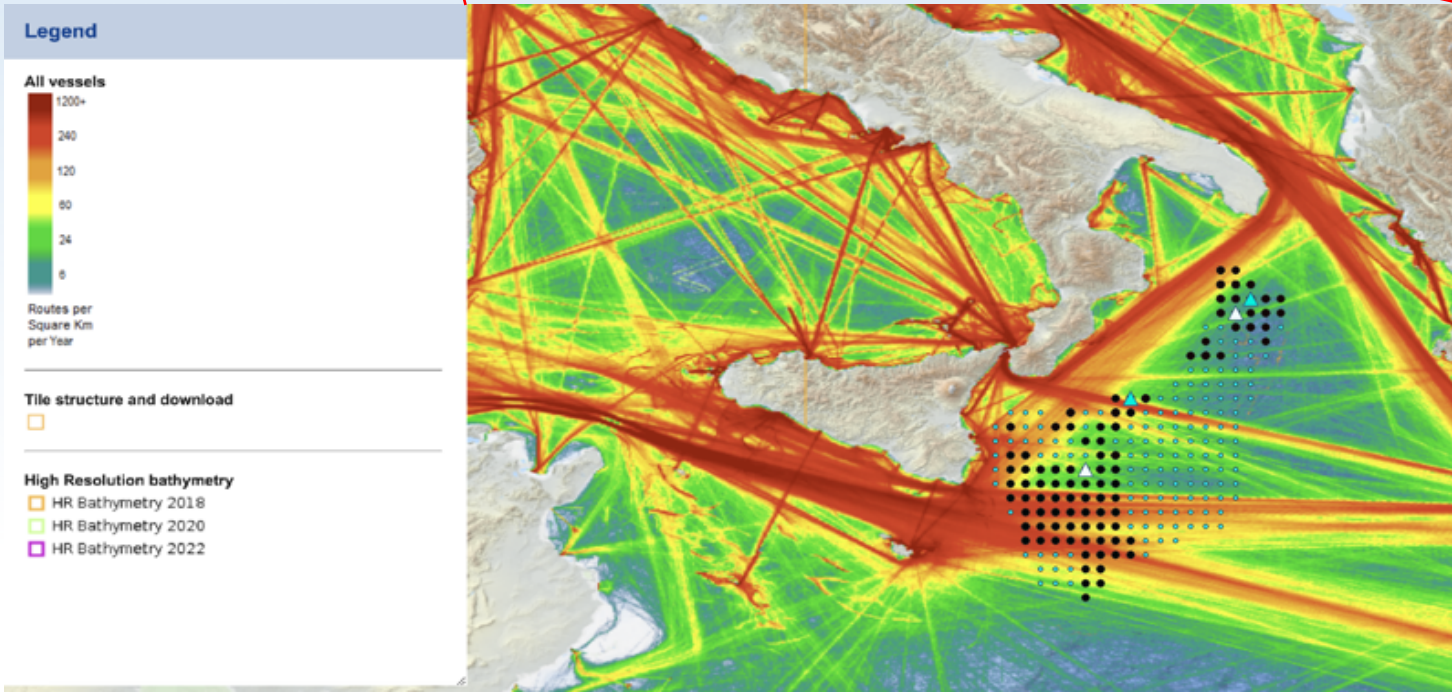 Legend
All vessels
1200+
240
120
60
24
6
Routes per
Square Km
per Year
Tile structure and download
High Resolution bathymetry
HR Bathymetry 2018
HR Bathymetry 2020
HR Bathymetry 2022